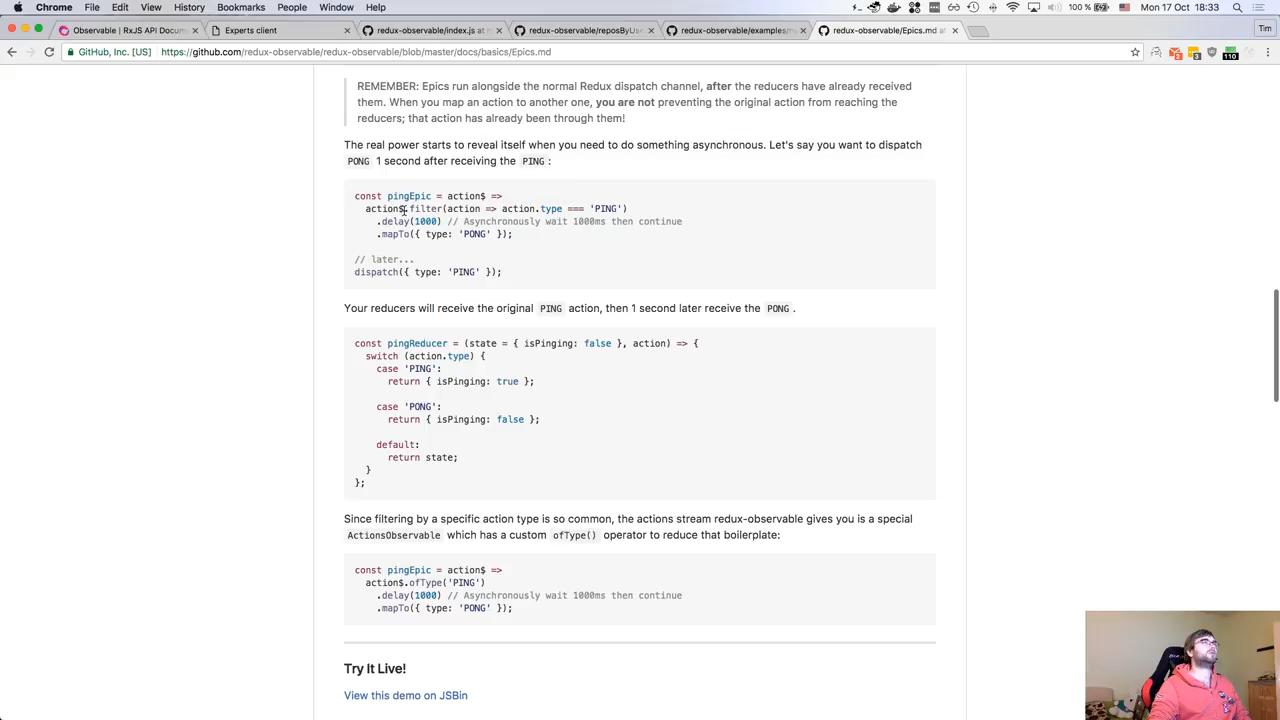 Chrome File Edit View History Bookmarks People Window Help 100 % Mon 17 Oct 18:33
Observable | RxJS API Docum
Experts client
redux-observable/index.js at m
redux-observable/reposByUse
redux-observable/examples/
redux-observable/Epics.md at
Tim
GitHub, Inc. [US] https://github.com/redux-observable/redux-observable/blob/master/docs/basics/Epics.md
110
REMEMBER: Epics run alongside the normal Redux dispatch channel, after the reducers have already received
them. When you map an action to another one, you are not preventing the original action from reaching the
reducers; that action has already been through them!
The real power starts to reveal itself when you need to do something asynchronous. Let's say you want to dispatch
PONG 1 second after receiving the PING :
const pingEpic = action$ =>
action$.filter(action => action.type === 'PING')
.delay(1000) // Asynchronously wait 1000ms then continue
.mapTo({ type: 'PONG' });
// later...
dispatch({ type: 'PING' });
Your reducers will receive the original PING action, then 1 second later receive the PONG .
const pingReducer = (state = { isPinging: false }, action) => {
switch (action.type) {
case 'PING':
return { isPinging: true };
case 'PONG':
return { isPinging: false };
default:
return state;
}
};
Since filtering by a specific action type is so common, the actions stream redux-observable gives you is a special
ActionsObservable which has a custom ofType() operator to reduce that boilerplate:
const pingEpic = action$ =>
action$.ofType('PING')
.delay(1000) // Asynchronously wait 1000ms then continue
.mapTo({ type: 'PONG' });
Try It Live!
View this demo on JSBin